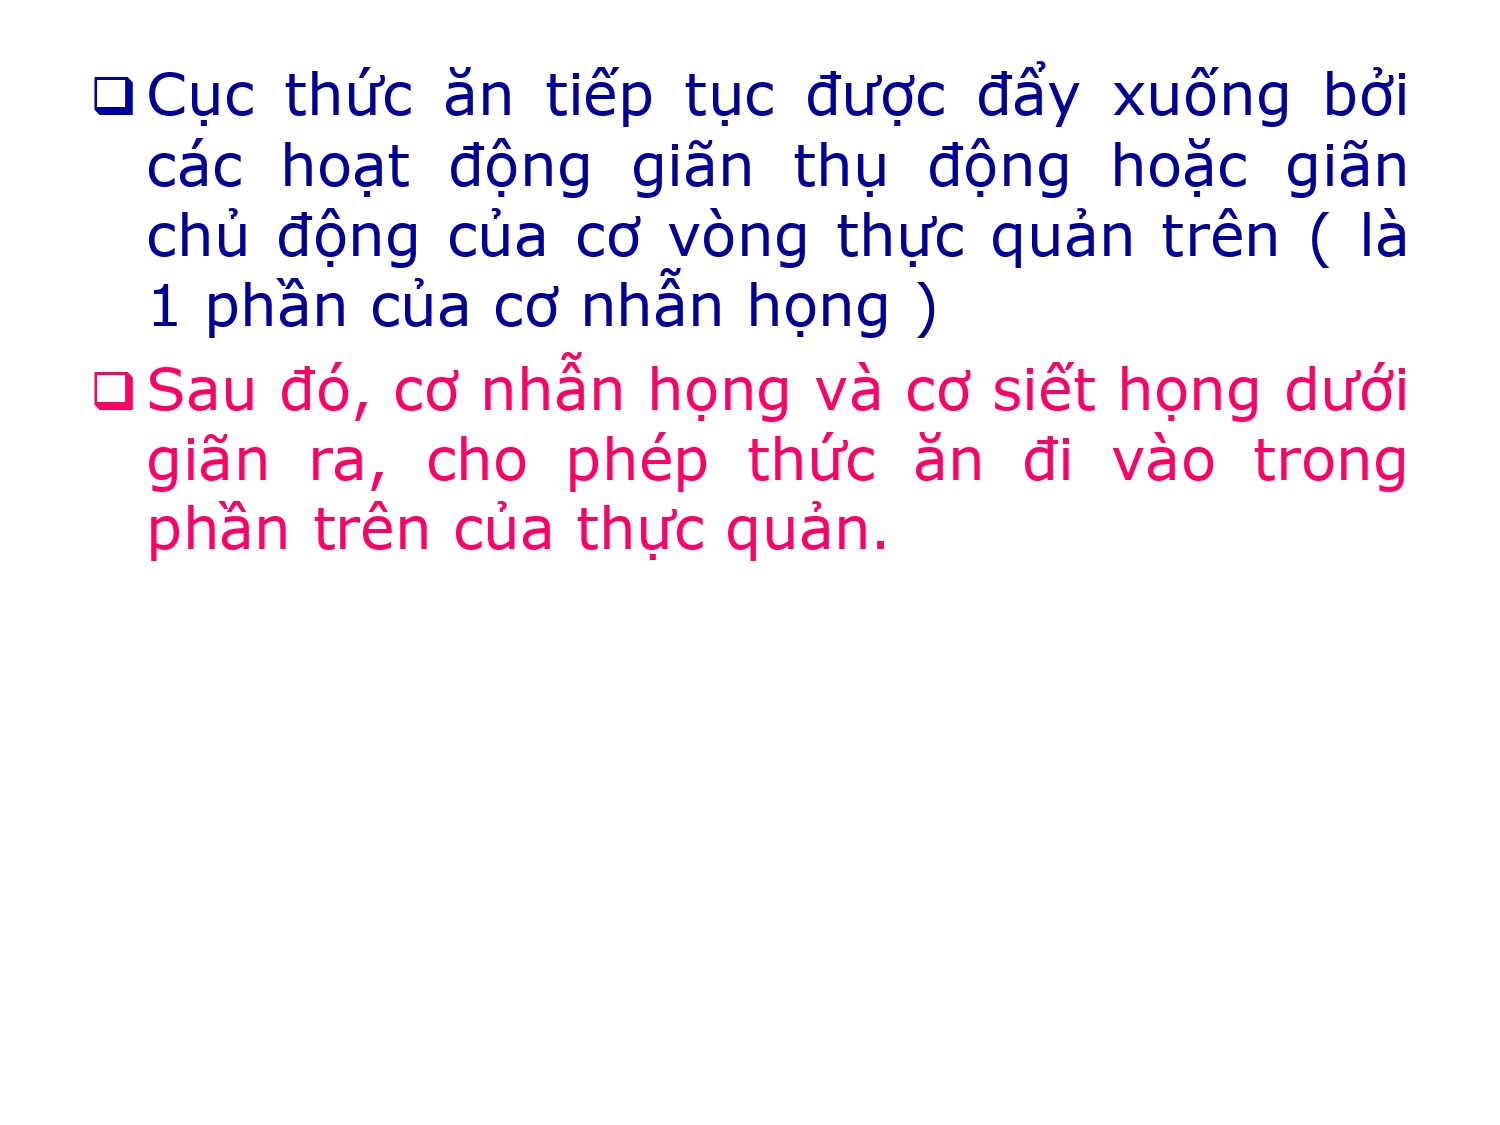 ❑ Cục thức ăn tiếp tục được đẩy xuống bởi
các hoạt động giãn thụ động hoặc giãn
chủ động của cơ vòng thực quản trên ( là
1 phần của cơ nhẫn họng )
❑ Sau đó, cơ nhẫn họng và cơ siết họng dưới
giãn ra, cho phép thức ăn đi vào trong
phần trên của thực quản.